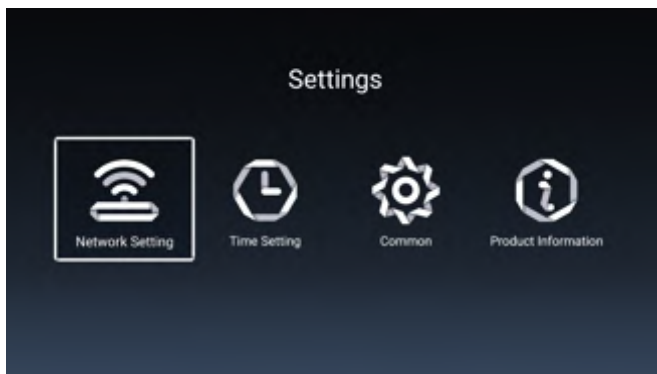 Settings
Network Setting
Time Setting
Common
Product Information